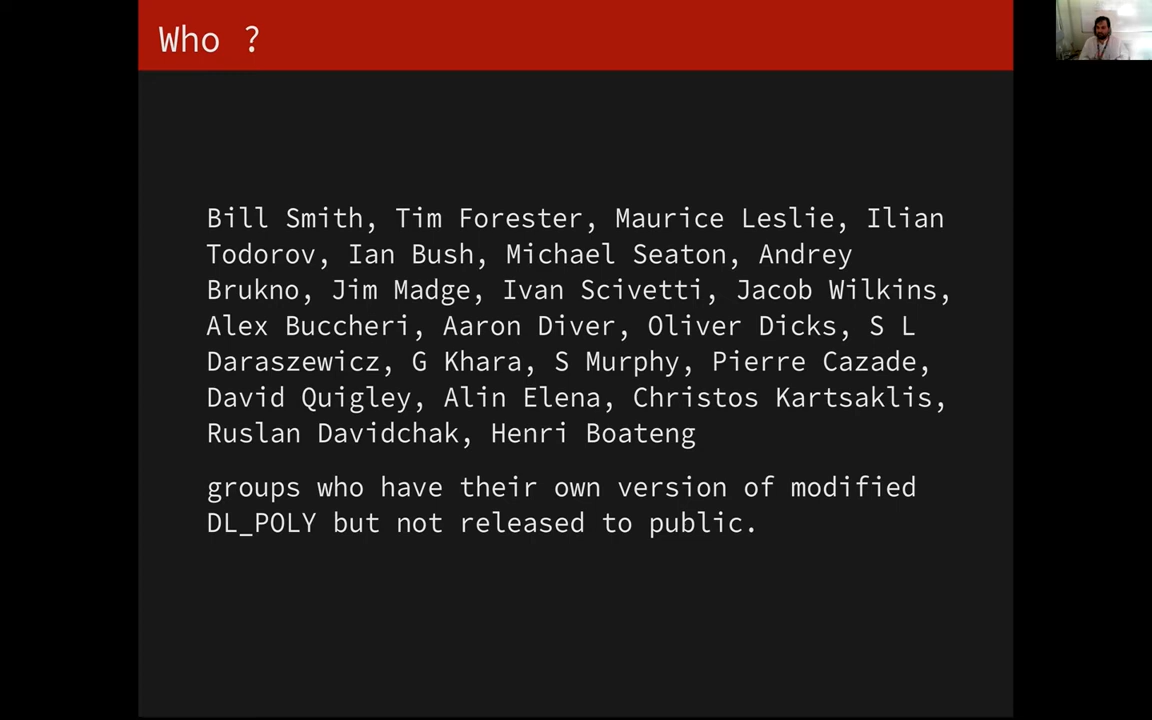 Who ?
Bill Smith, Tim Forester, Maurice Leslie, Ilian
Todorov, Ian Bush, Michael Seaton, Andrey
Brukno, Jim Madge, Ivan Scivetti, Jacob Wilkins,
Alex Buccheri, Aaron Diver, Oliver Dicks, S L
Daraszewicz, G Khara, S Murphy, Pierre Cazade,
David Quigley, Alin Elena, Christos Kartsaklis,
Ruslan Davidchak, Henri Boateng
groups who have their own version of modified
DL_POLY but not released to public.